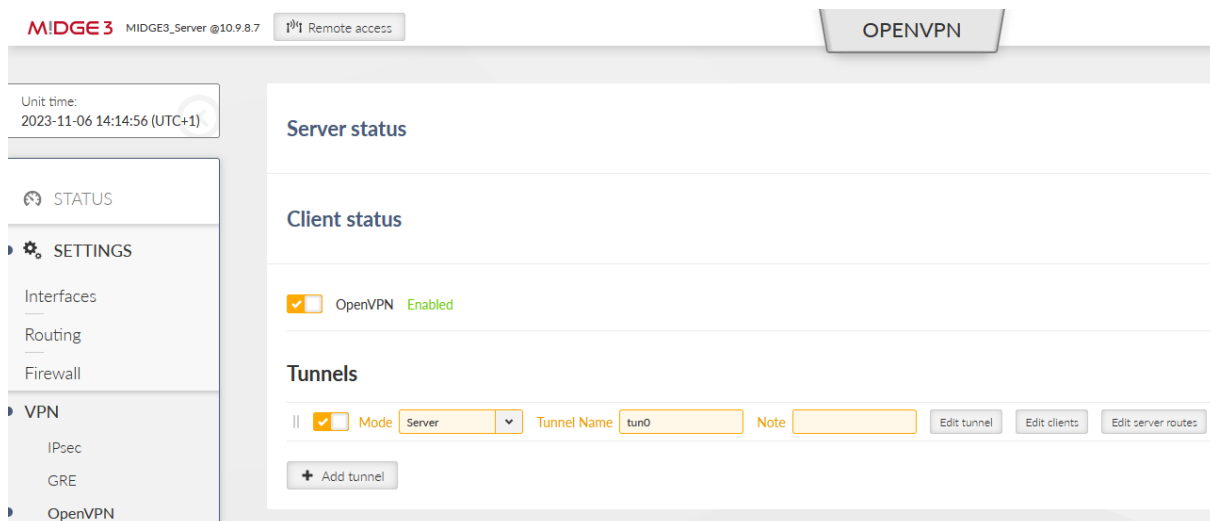 M!DGE 3 MIDGE3_Server @10.9.8.7 Remote access OPENVPN
Unit time:
2023-11-06 14:14:56 (UTC+1)
Server status
STATUS
Client status
SETTINGS
Interfaces
OpenVPN Enabled
Routing
Firewall
Tunnels
VPN
Mode Server Tunnel Name tun0 Note Edit tunnel Edit clients Edit server routes
IPsec
GRE
+ Add tunnel
OpenVPN